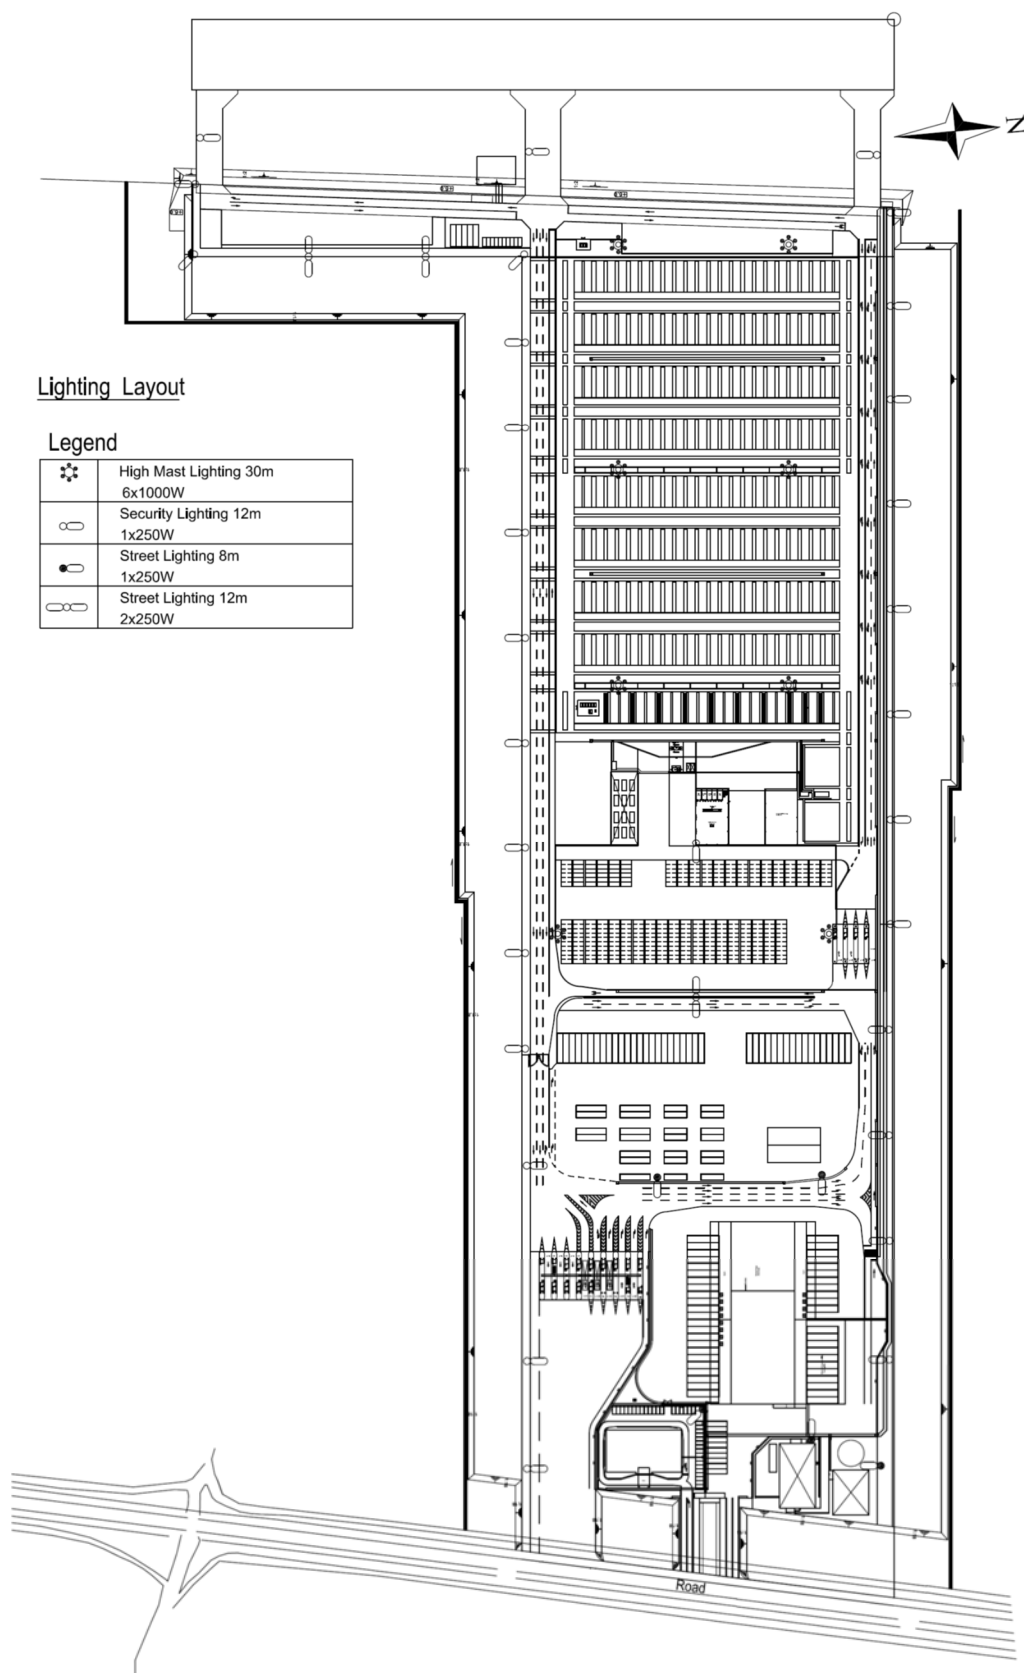 N
Lighting Layout
Legend
High Mast Lighting 30m
6x1000W
Security Lighting 12m
1x250W
Street Lighting 8m
1x250W
Street Lighting 12m
2x250W
Road